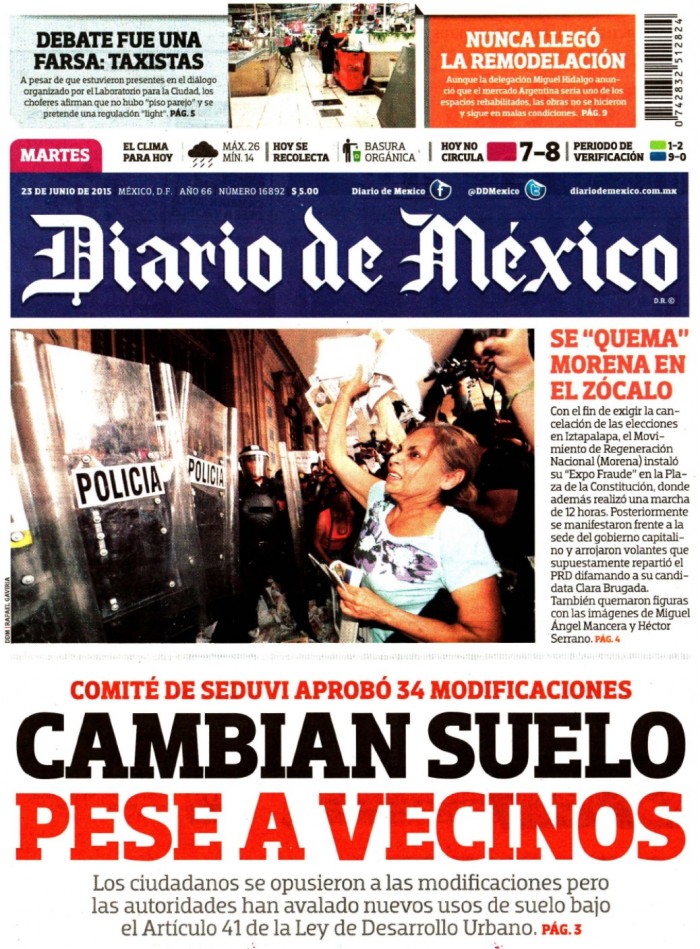 DEBATE FUE UNA
FARSA: TAXISTAS
A pesar de que estuvieron presentes en el diálogo
organizado por el Laboratorio para la Ciudad, los
choferes afirman que no hubo "piso parejo" y se
pretende una regulación "light". PÁG. 5
NUNCA LLEGÓ
LA REMODELACIÓN
Aunque la delegación Miguel Hidalgo anun-
ció que el mercado Argentina sería uno de los
espacios rehabilitados, las obras no se hicieron
y sigue en malas condiciones. PÁG. 9
0 742832 512824
MARTES
EL CLIMA
PARA HOY
MÁX. 26
MÍN. 14
HOY SE
RECOLECTA
BASURA
ORGÁNICA
HOY NO
CIRCULA
7-8
PERIODO DE
VERIFICACIÓN
1-2
9-0
23 DE JUNIO DE 2015 MÉXICO, D.F. AÑO 66 NÚMERO 16892 $ 5.00 Diario de Mexico @DDMexico diariodemexico.com.mx
Diario de México
D.R. ©
POLICIA
POLICIA
DDM | RAFAEL GAVIRIA
SE "QUEMA"
MORENA EN
EL ZÓCALO
Con el fin de exigir la can-
celación de las elecciones
en Iztapalapa, el Movi-
miento de Regeneración
Nacional (Morena) instaló
su "Expo Fraude" en la Pla-
za de la Constitución, donde
además realizó una marcha
de 12 horas. Posteriormente
se manifestaron frente a la
sede del gobierno capitali-
no y arrojaron volantes que
supuestamente repartió el
PRD difamando a su candi-
data Clara Brugada.
También quemaron figuras
con las imágenes de Miguel
Ángel Mancera y Héctor
Serrano. PÁG. 4
COMITÉ DE SEDUVI APROBÓ 34 MODIFICACIONES
CAMBIAN SUELO
PESE A VECINOS
Los ciudadanos se opusieron a las modificaciones pero
las autoridades han avalado nuevos usos de suelo bajo
el Artículo 41 de la Ley de Desarrollo Urbano. PÁG. 3